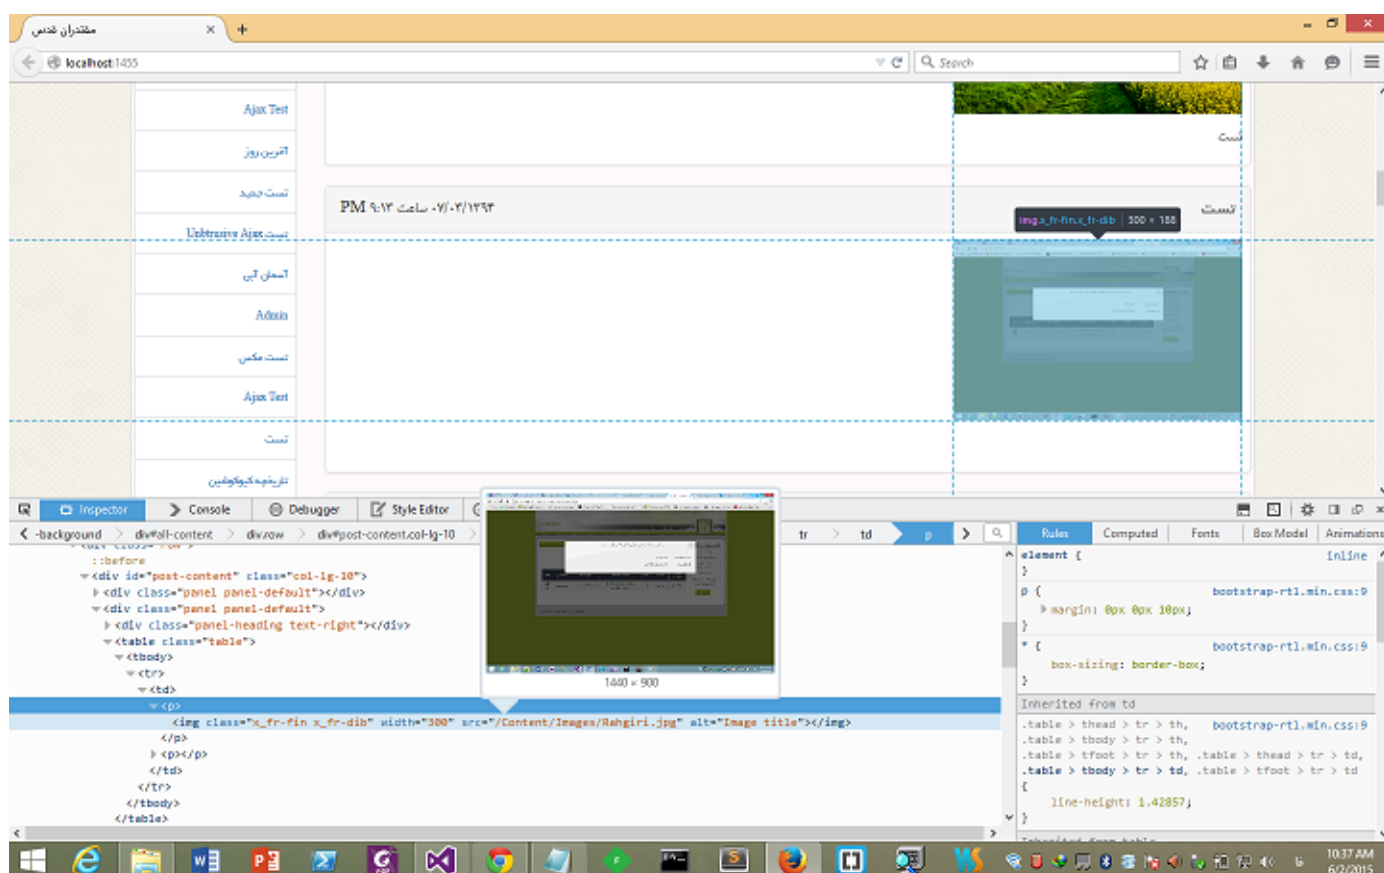 مقتدران قدس
localhost:1455
Search
Ajax Test
آخرین روز
تست جدید
تست Unbtrusive Ajax
آسمان آبی
Admin
تست عکس
Ajax Test
تست
تاریخچه کیوکوشین
تست
تست
۰۷/۰۳/۱۳۹۴ ساعت ۹:۱۳ PM
img.x_fr-fin.x_fr-dib 300 × 188
Inspector Console Debugger Style Editor
-background div#all-content div.row div#post-content.col-lg-10 tr td p
::before
<div id="post-content" class="col-lg-10">
<div class="panel panel-default"></div>
<div class="panel panel-default">
<div class="panel-heading text-right"></div>
<table class="table">
<tbody>
<tr>
<td>
<p>
<img class="x_fr-fin x_fr-dib" width="300" src="/Content/Images/Rahgiri.jpg" alt="Image title"></img>
</p>
<p></p>
</td>
</tr>
</tbody>
</table>
1440 × 900
Rules Computed Fonts Box Model Animations
element { inline
}
p { bootstrap-rtl.min.css:9
margin: 0px 0px 10px;
}
* { bootstrap-rtl.min.css:9
box-sizing: border-box;
}
Inherited from td
.table > thead > tr > th, bootstrap-rtl.min.css:9
.table > tbody > tr > th,
.table > tfoot > tr > th, .table > thead > tr > td,
.table > tbody > tr > td, .table > tfoot > tr > td
{
line-height: 1.42857;
}
Inherited from table
10:37 AM
6/2/2015